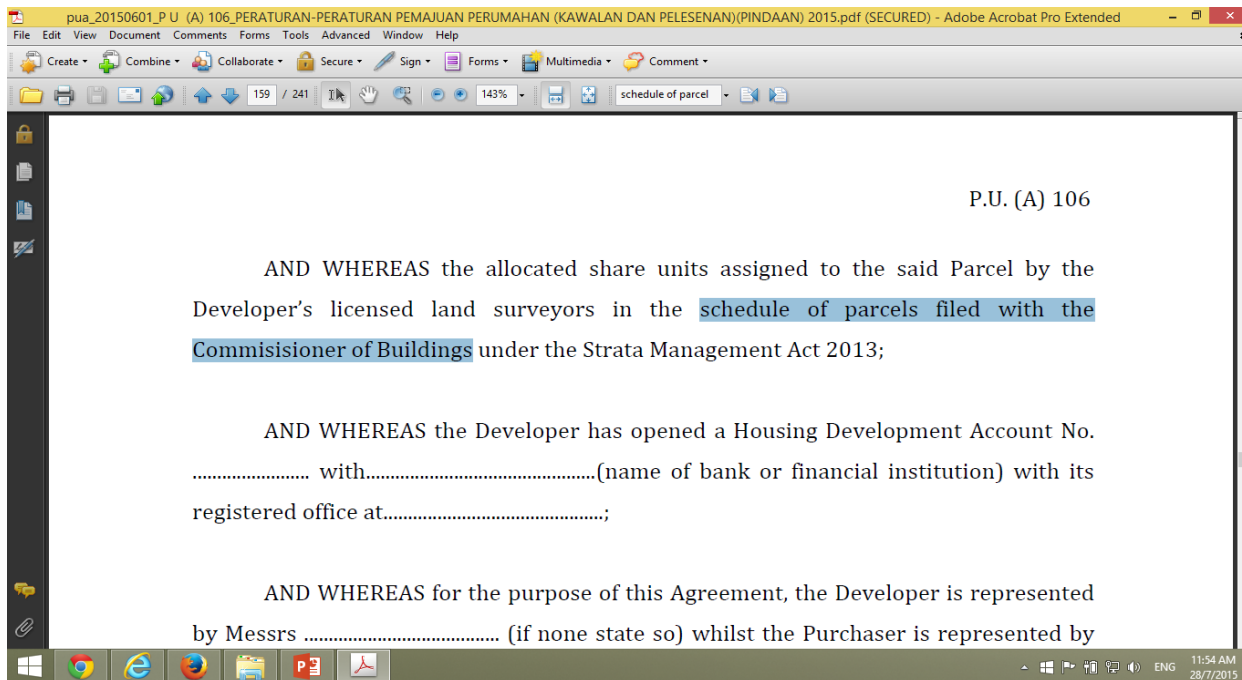 pua_20150601_P U (A) 106_PERATURAN-PERATURAN PEMAJUAN PERUMAHAN (KAWALAN DAN PELESENAN)(PINDAAN) 2015.pdf (SECURED) - Adobe Acrobat Pro Extended
File Edit View Document Comments Forms Tools Advanced Window Help
Create Combine Collaborate Secure Sign Forms Multimedia Comment
159 / 241 143% schedule of parcel
P.U. (A) 106
AND WHEREAS the allocated share units assigned to the said Parcel by the
Developer's licensed land surveyors in the schedule of parcels filed with the
Commisisioner of Buildings under the Strata Management Act 2013;
AND WHEREAS the Developer has opened a Housing Development Account No.
........................ with...............................................(name of bank or financial institution) with its
registered office at.............................................;
AND WHEREAS for the purpose of this Agreement, the Developer is represented
by Messrs ........................................ (if none state so) whilst the Purchaser is represented by
ENG 11:54 AM
28/7/2015